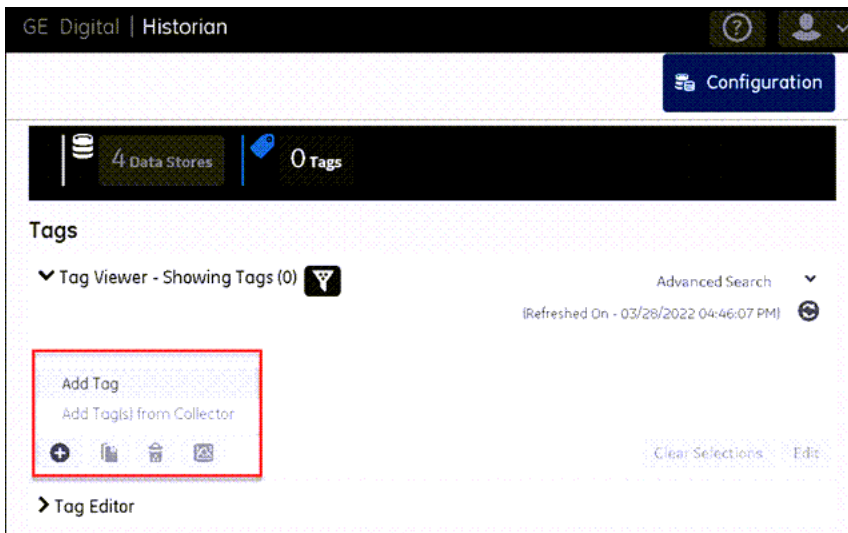 GE Digital | Historian
Configuration
4 Data Stores 0 Tags
Tags
Tag Viewer - Showing Tags (0)
Advanced Search
(Refreshed On - 03/28/2022 04:46:07 PM)
Add Tag
Add Tag(s) from Collector
Clear Selections Edit
Tag Editor